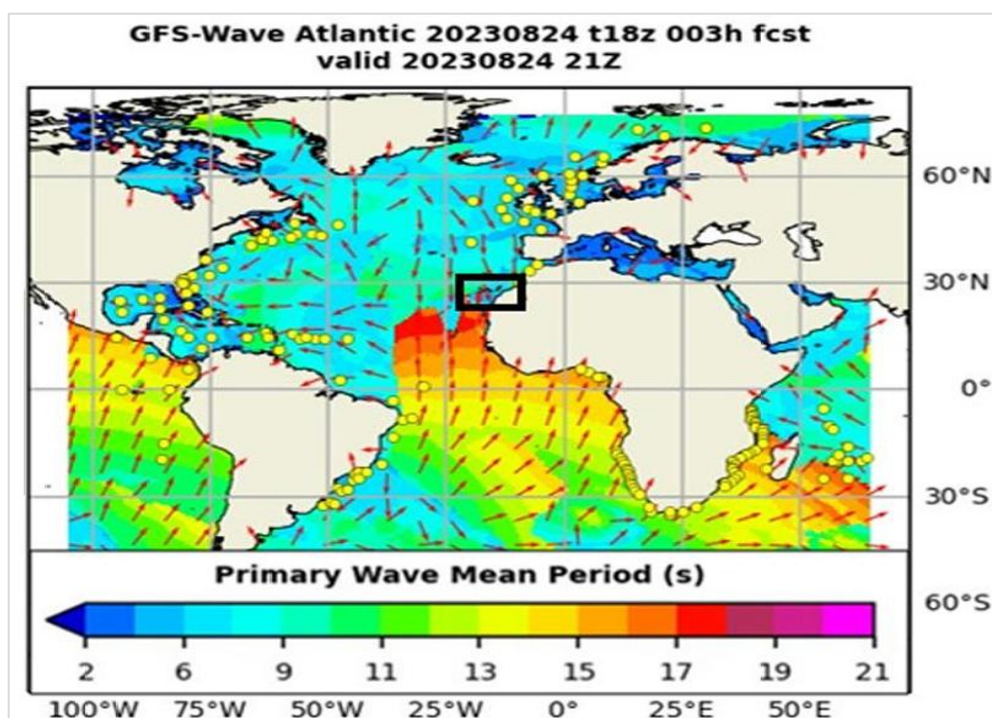 GFS-Wave Atlantic 20230824 t18z 003h fcst
valid 20230824 21Z
60°N
30°N
0°
30°S
Primary Wave Mean Period (s)
60°S
2 6 9 11 13 15 17 19 21
100°W 75°W 50°W 25°W 0° 25°E 50°E